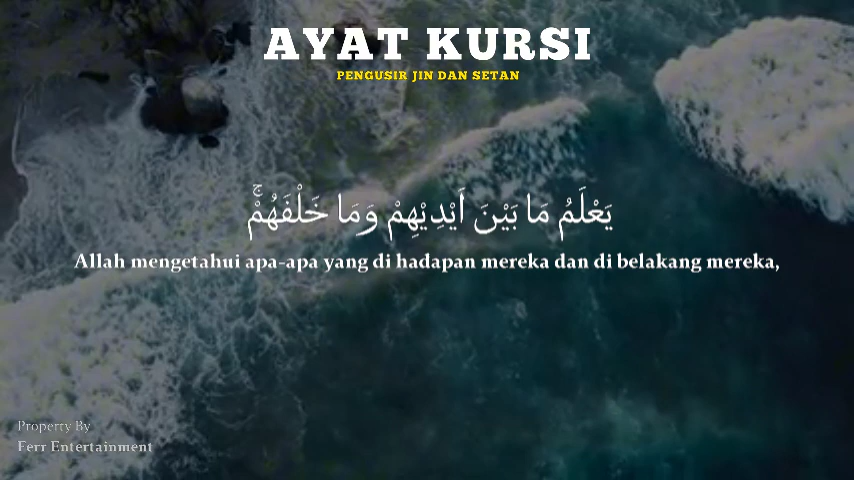 AYAT KURSI
PENGUSIR JIN DAN SETAN
يَعْلَمُ مَا بَيْنَ اَيْدِيْهِمْ وَمَا خَلْفَهُمْۚ
Allah mengetahui apa-apa yang di hadapan mereka dan di belakang mereka,
Property By
Ferr Entertainment